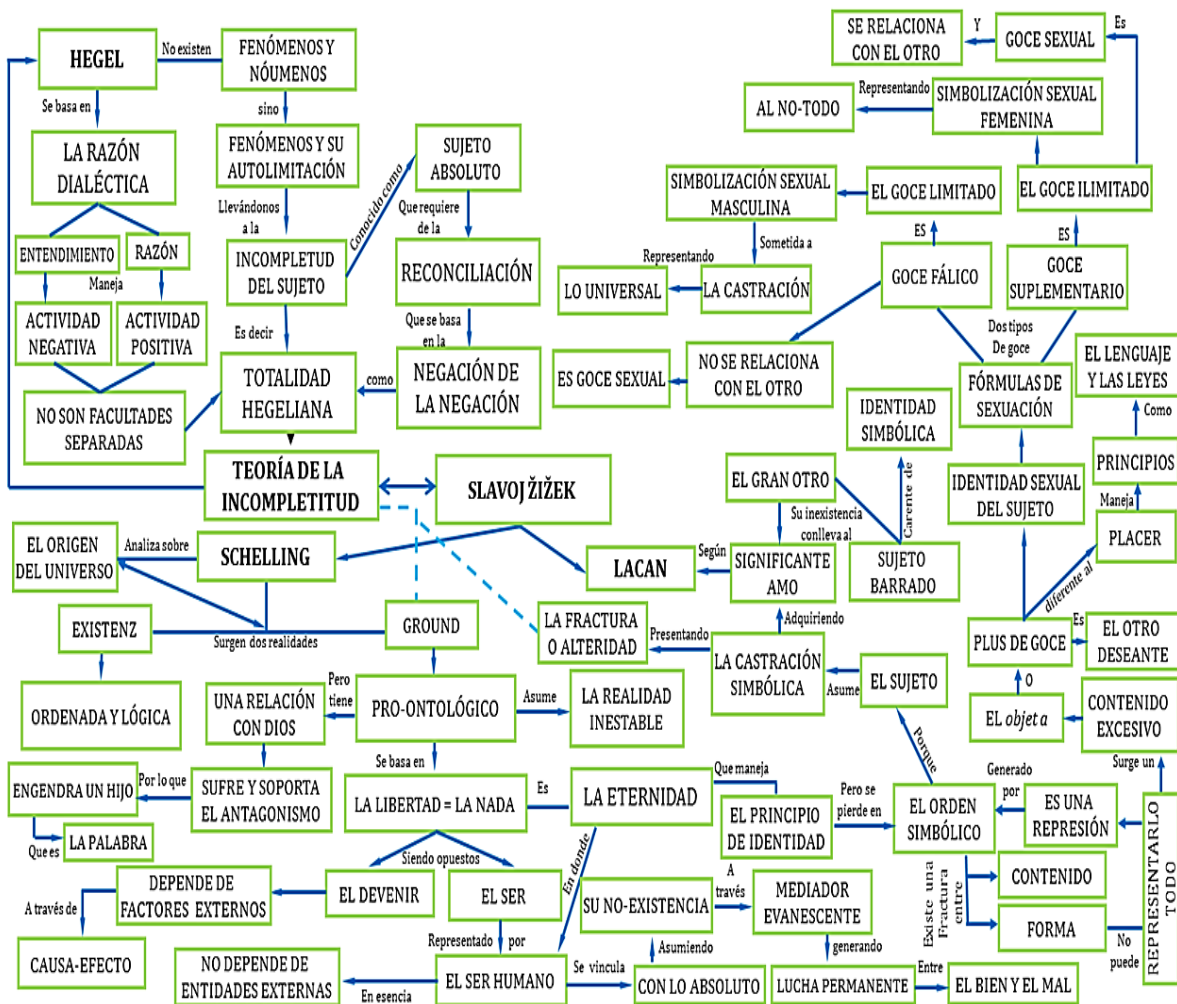 HEGEL
No existen
FENÓMENOS Y
NÓUMENOS
Se basa en
sino
LA RAZÓN
DIALÉCTICA
FENÓMENOS Y SU
AUTOLIMITACIÓN
SUJETO
ABSOLUTO
Llevándonos
a la
Conocido como
Que requiere
de la
ENTENDIMIENTO
RAZÓN
Maneja
INCOMPLETUD
DEL SUJETO
RECONCILIACIÓN
ACTIVIDAD
NEGATIVA
ACTIVIDAD
POSITIVA
Es decir
Que se basa
en la
NO SON FACULTADES
SEPARADAS
TOTALIDAD
HEGELIANA
como
NEGACIÓN DE
LA NEGACIÓN
TEORÍA DE LA
INCOMPLETITUD
SLAVOJ ŽIŽEK
SE RELACIONA
CON EL OTRO
Y
GOCE SEXUAL
Es
AL NO-TODO
Representando
SIMBOLIZACIÓN SEXUAL
FEMENINA
SIMBOLIZACIÓN SEXUAL
MASCULINA
EL GOCE LIMITADO
EL GOCE ILIMITADO
Sometida a
ES
ES
Representando
LO UNIVERSAL
LA CASTRACIÓN
GOCE FÁLICO
GOCE
SUPLEMENTARIO
Dos tipos
De goce
ES GOCE SEXUAL
NO SE RELACIONA
CON EL OTRO
FÓRMULAS DE
SEXUACIÓN
EL LENGUAJE
Y LAS LEYES
Como
IDENTIDAD
SIMBÓLICA
PRINCIPIOS
EL GRAN OTRO
Carente de
IDENTIDAD SEXUAL
DEL SUJETO
Maneja
Su inexistencia
conlleva al
PLACER
EL ORIGEN
DEL UNIVERSO
Analiza sobre
SCHELLING
LACAN
Según
SIGNIFICANTE
AMO
SUJETO
BARRADO
diferente al
EXISTENZ
Surgen dos realidades
GROUND
LA FRACTURA
O ALTERIDAD
Presentando
Adquiriendo
LA CASTRACIÓN
SIMBÓLICA
Asume
EL SUJETO
PLUS DE GOCE
Es
EL OTRO
DESEANTE
O
ORDENADA Y LÓGICA
UNA RELACIÓN
CON DIOS
Pero
tiene
PRO-ONTOLÓGICO
Asume
LA REALIDAD
INESTABLE
EL objet a
CONTENIDO
EXCESIVO
Porque
Se basa en
Surge un
ENGENDRA UN HIJO
Por lo que
SUFRE Y SOPORTA
EL ANTAGONISMO
LA LIBERTAD = LA NADA
Es
LA ETERNIDAD
Que maneja
EL PRINCIPIO
DE IDENTIDAD
Pero se
pierde en
EL ORDEN
SIMBÓLICO
Generado
por
ES UNA
REPRESIÓN
REPRESENTARLO
TODO
Que es
LA PALABRA
Siendo opuestos
En donde
Existe una
Fractura
entre
CONTENIDO
FORMA
No
puede
DEPENDE DE
FACTORES EXTERNOS
EL DEVENIR
EL SER
SU NO-EXISTENCIA
A
través
MEDIADOR
EVANESCENTE
A través de
Representado
por
Asumiendo
generando
CAUSA-EFECTO
NO DEPENDE DE
ENTIDADES EXTERNAS
En esencia
EL SER HUMANO
Se vincula
CON LO ABSOLUTO
LUCHA PERMANENTE
Entre
EL BIEN Y EL MAL